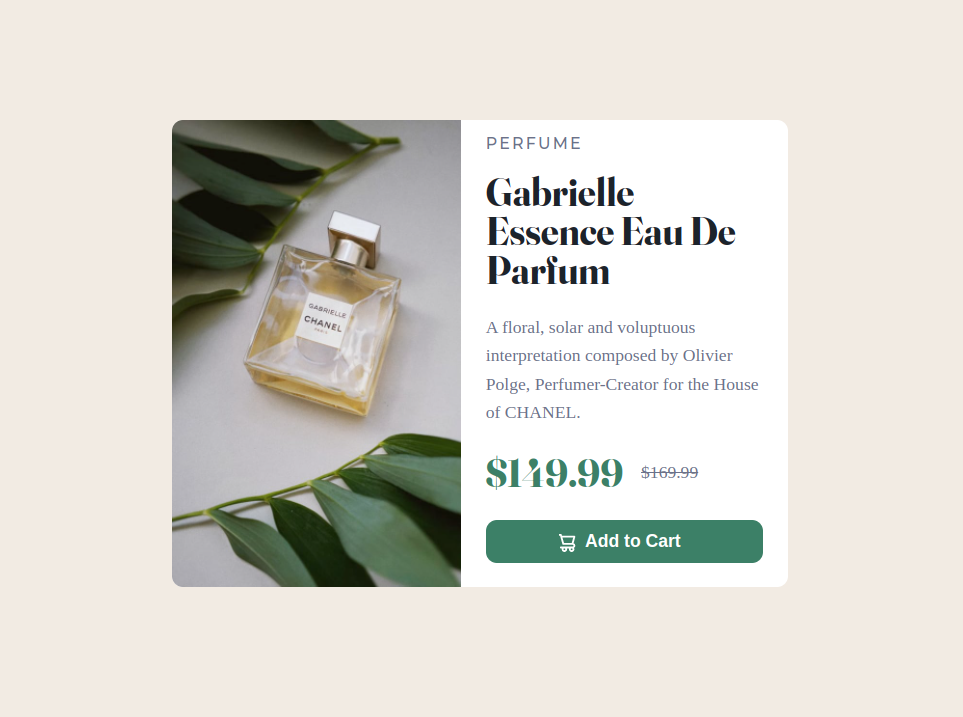 PERFUME
Gabrielle
Essence Eau De
Parfum
A floral, solar and voluptuous
interpretation composed by Olivier
Polge, Perfumer-Creator for the House
of CHANEL.
$149.99 $169.99
Add to Cart
GABRIELLE
CHANEL
PARIS